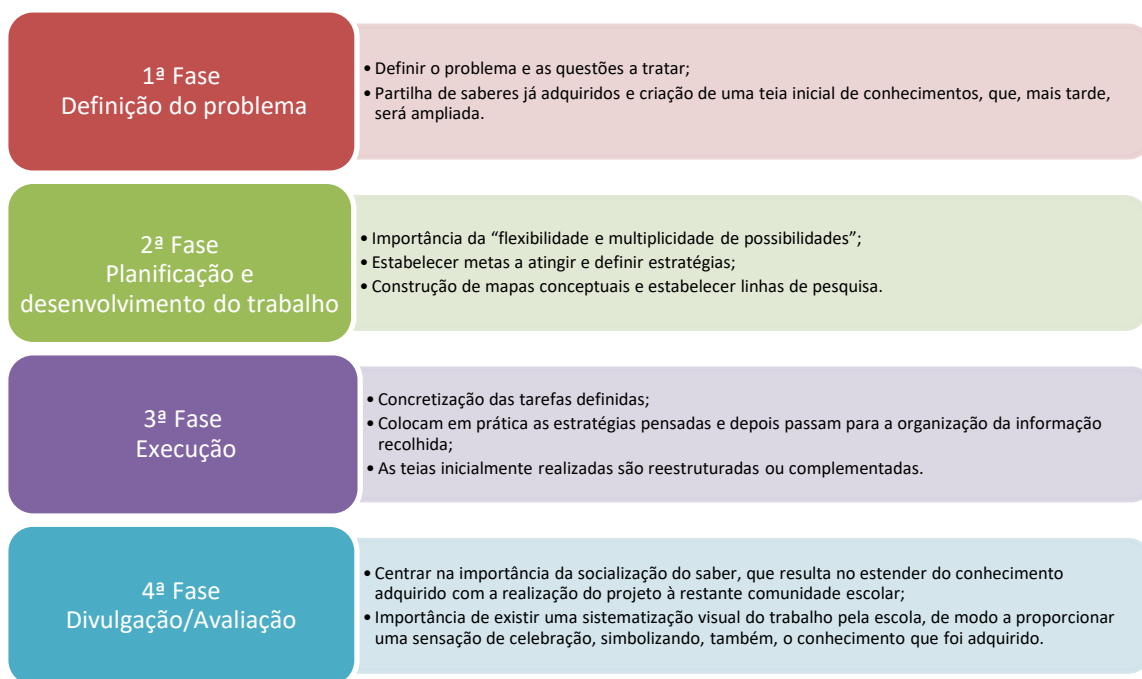 1ª Fase
Definição do problema
• Definir o problema e as questões a tratar;
• Partilha de saberes já adquiridos e criação de uma teia inicial de conhecimentos, que, mais tarde,
será ampliada.
2ª Fase
Planificação e
desenvolvimento do trabalho
• Importância da “flexibilidade e multiplicidade de possibilidades”;
• Estabelecer metas a atingir e definir estratégias;
• Construção de mapas conceptuais e estabelecer linhas de pesquisa.
3ª Fase
Execução
• Concretização das tarefas definidas;
• Colocam em prática as estratégias pensadas e depois passam para a organização da informação
recolhida;
• As teias inicialmente realizadas são reestruturadas ou complementadas.
4ª Fase
Divulgação/Avaliação
• Centrar na importância da socialização do saber, que resulta no estender do conhecimento
adquirido com a realização do projeto à restante comunidade escolar;
• Importância de existir uma sistematização visual do trabalho pela escola, de modo a proporcionar
uma sensação de celebração, simbolizando, também, o conhecimento que foi adquirido.